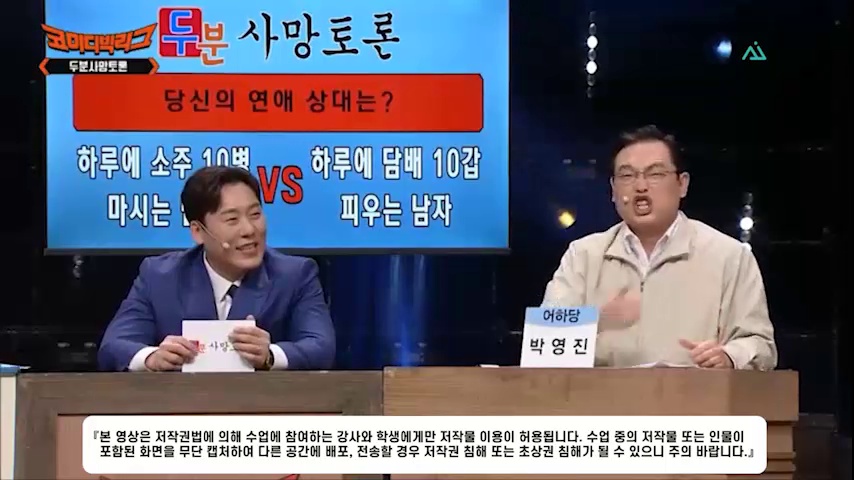 코미디빅리그
두분사망토론
두분 사망토론
당신의 연애 상대는?
하루에 소주 10병
마시는
VS
하루에 담배 10갑
피우는 남자
어하당
박영진
두분 사망토
『본 영상은 저작권법에 의해 수업에 참여하는 강사와 학생에게만 저작물 이용이 허용됩니다. 수업 중의 저작물 또는 인물이
포함된 화면을 무단 캡처하여 다른 공간에 배포, 전송할 경우 저작권 침해 또는 초상권 침해가 될 수 있으니 주의 바랍니다.』